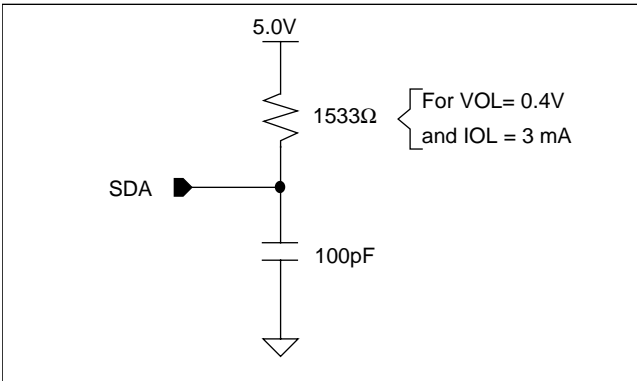 5.0V
1533Ω
For VOL= 0.4V
and IOL = 3 mA
SDA
100pF